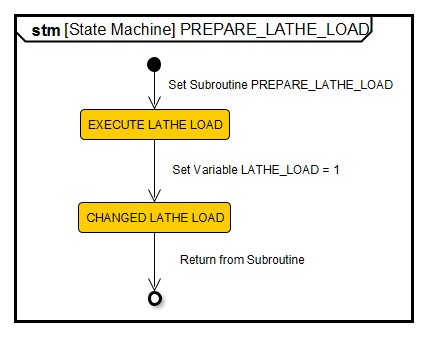 stm [State Machine] PREPARE_LATHE_LOAD
Set Subroutine PREPARE_LATHE_LOAD
EXECUTE LATHE LOAD
Set Variable LATHE_LOAD = 1
CHANGED LATHE LOAD
Return from Subroutine